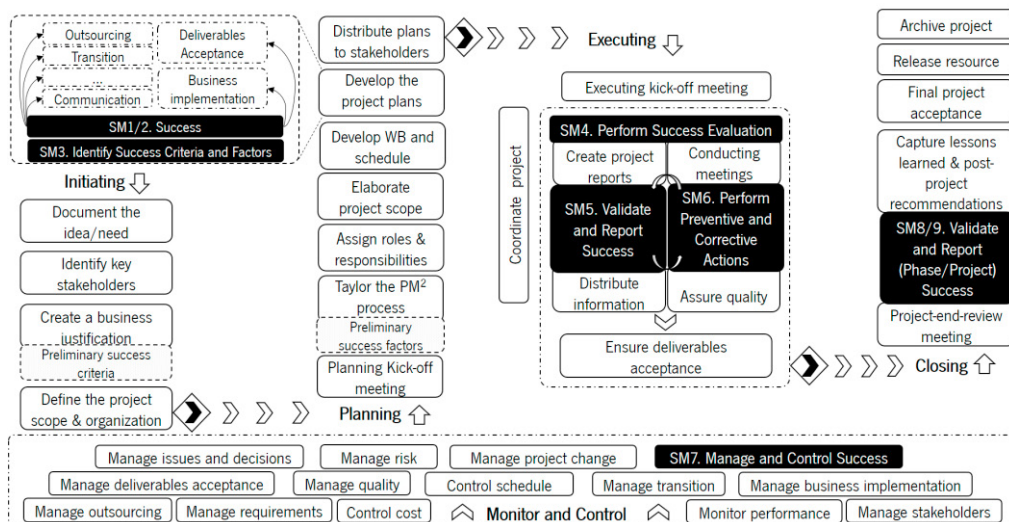 Outsourcing
Transition
...
Communication
Deliverables
Acceptance
Business
implementation
SM1/2. Success
SM3. Identify Success Criteria and Factors
Initiating
Document the
idea/need
Identify key
stakeholders
Create a business
justification
Preliminary success
criteria
Define the project
scope & organization
Distribute plans
to stakeholders
Develop the
project plans
Develop WB and
schedule
Elaborate
project scope
Assign roles &
responsibilities
Taylor the PM²
process
Preliminary
success factors
Planning Kick-off
meeting
Planning
Executing
Executing kick-off meeting
Coordinate project
SM4. Perform Success Evaluation
Create project
reports
Conducting
meetings
SM5. Validate
and Report
Success
SM6. Perform
Preventive and
Corrective
Actions
Distribute
information
Assure quality
Ensure deliverables
acceptance
Archive project
Release resource
Final project
acceptance
Capture lessons
learned & post-
project
recommendations
SM8/9. Validate
and Report
(Phase/Project)
Success
Project-end-review
meeting
Closing
Manage issues and decisions
Manage risk
Manage project change
SM7. Manage and Control Success
Manage deliverables acceptance
Manage quality
Control schedule
Manage transition
Manage business implementation
Manage outsourcing
Manage requirements
Control cost
Monitor and Control
Monitor performance
Manage stakeholders